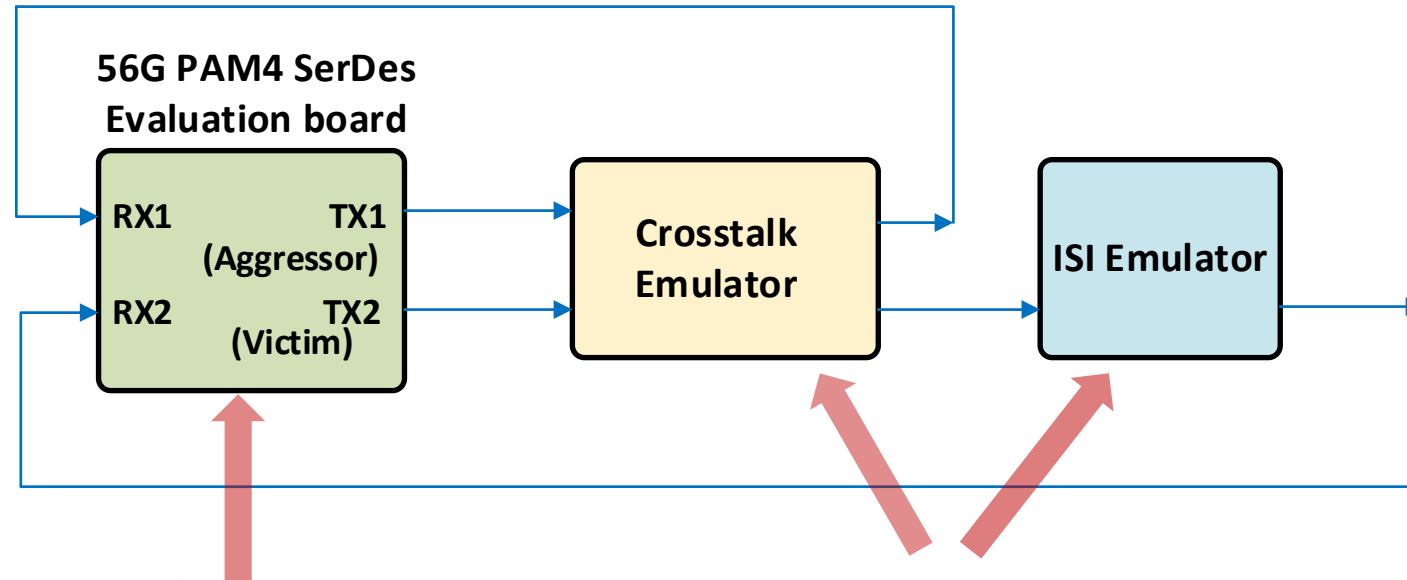 56G PAM4 SerDes
Evaluation board
RX1 TX1
(Aggressor)
RX2 TX2
(Victim)
Crosstalk
Emulator
ISI Emulator